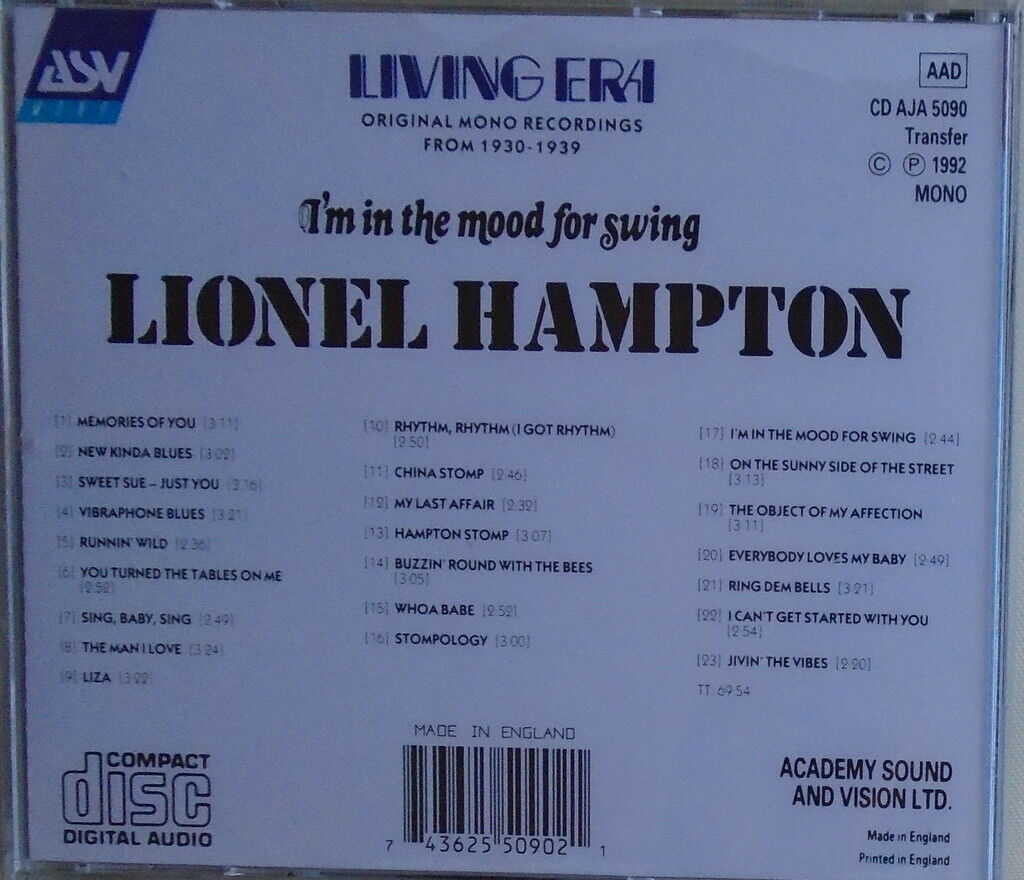 ASV
LIVING ERA
ORIGINAL MONO RECORDINGS
FROM 1930-1939
AAD
CD AJA 5090
Transfer
© ℗ 1992
MONO
I'm in the mood for swing
LIONEL HAMPTON
[1] MEMORIES OF YOU [3 11]
[2] NEW KINDA BLUES [3 02]
[3] SWEET SUE – JUST YOU [3 16]
[4] VIBRAPHONE BLUES [3 21]
[5] RUNNIN' WILD [2 36]
[6] YOU TURNED THE TABLES ON ME
[2 52]
[7] SING, BABY, SING [2 49]
[8] THE MAN I LOVE [3 24]
[9] LIZA [3 22]
[10] RHYTHM, RHYTHM (I GOT RHYTHM)
[2 50]
[11] CHINA STOMP [2 46]
[12] MY LAST AFFAIR [2 32]
[13] HAMPTON STOMP [3 07]
[14] BUZZIN' ROUND WITH THE BEES
[3 05]
[15] WHOA BABE [2 52]
[16] STOMPOLOGY [3 00]
[17] I'M IN THE MOOD FOR SWING [2 44]
[18] ON THE SUNNY SIDE OF THE STREET
[3 13]
[19] THE OBJECT OF MY AFFECTION
[3 11]
[20] EVERYBODY LOVES MY BABY [2 49]
[21] RING DEM BELLS [3 21]
[22] I CAN'T GET STARTED WITH YOU
[2 54]
[23] JIVIN' THE VIBES [2 20]
TT 69 54
COMPACT
disc
DIGITAL AUDIO
MADE IN ENGLAND
7 43625 50902 1
ACADEMY SOUND
AND VISION LTD.
Made in England
Printed in England